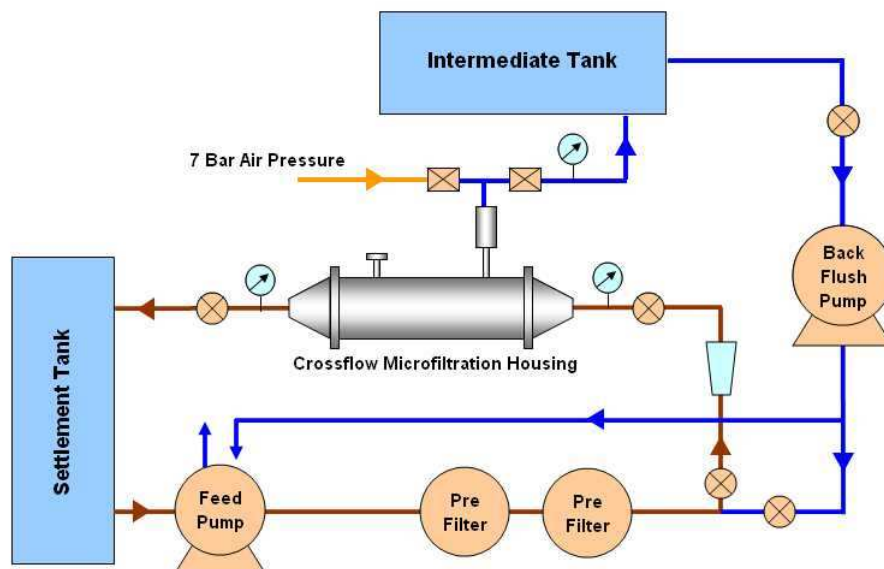 Intermediate Tank
7 Bar Air Pressure
Back
Flush
Pump
Crossflow Microfiltration Housing
Settlement Tank
Feed
Pump
Pre
Filter
Pre
Filter